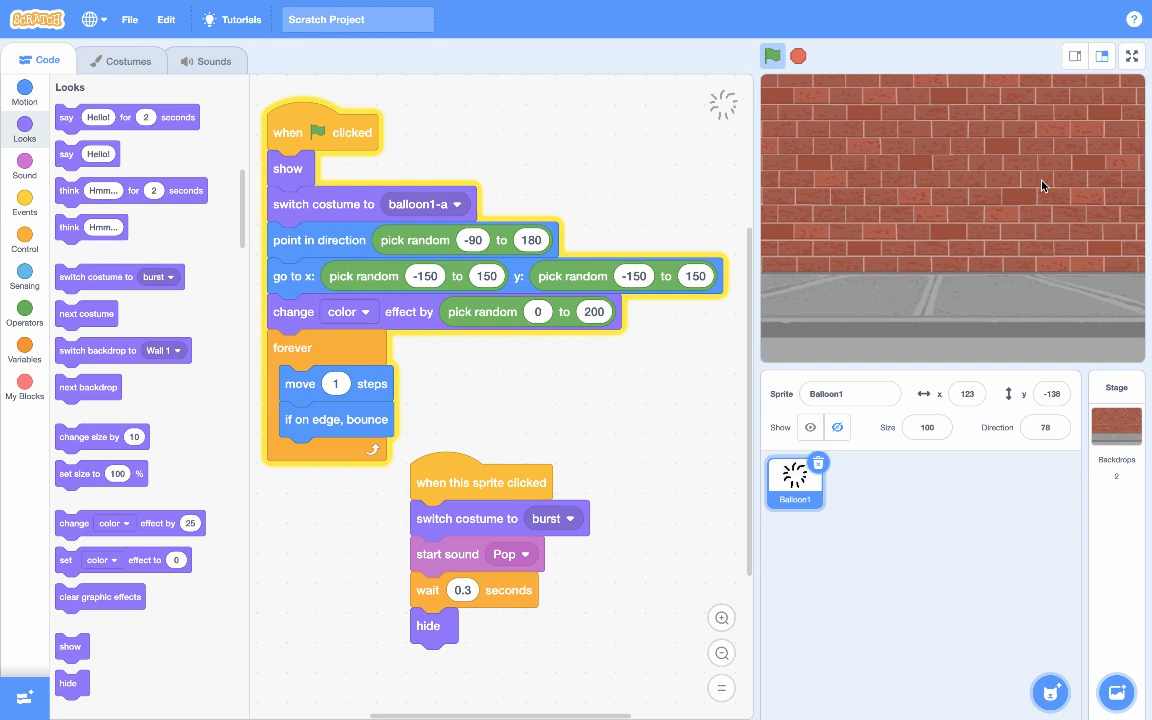 SCRATCH File Edit Tutorials Scratch Project ?
Code Costumes Sounds
Motion
Looks
Sound
Events
Control
Sensing
Operators
Variables
My Blocks
Looks
say Hello! for 2 seconds
say Hello!
think Hmm... for 2 seconds
think Hmm...
switch costume to burst
next costume
switch backdrop to Wall 1
next backdrop
change size by 10
set size to 100 %
change color effect by 25
set color effect to 0
clear graphic effects
show
hide
when clicked
show
switch costume to balloon1-a
point in direction pick random -90 to 180
go to x: pick random -150 to 150 y: pick random -150 to 150
change color effect by pick random 0 to 200
forever
move 1 steps
if on edge, bounce
when this sprite clicked
switch costume to burst
start sound Pop
wait 0.3 seconds
hide
Sprite Balloon1 x 123 y -138
Show Size 100 Direction 78
Balloon1
Stage
Backdrops
2